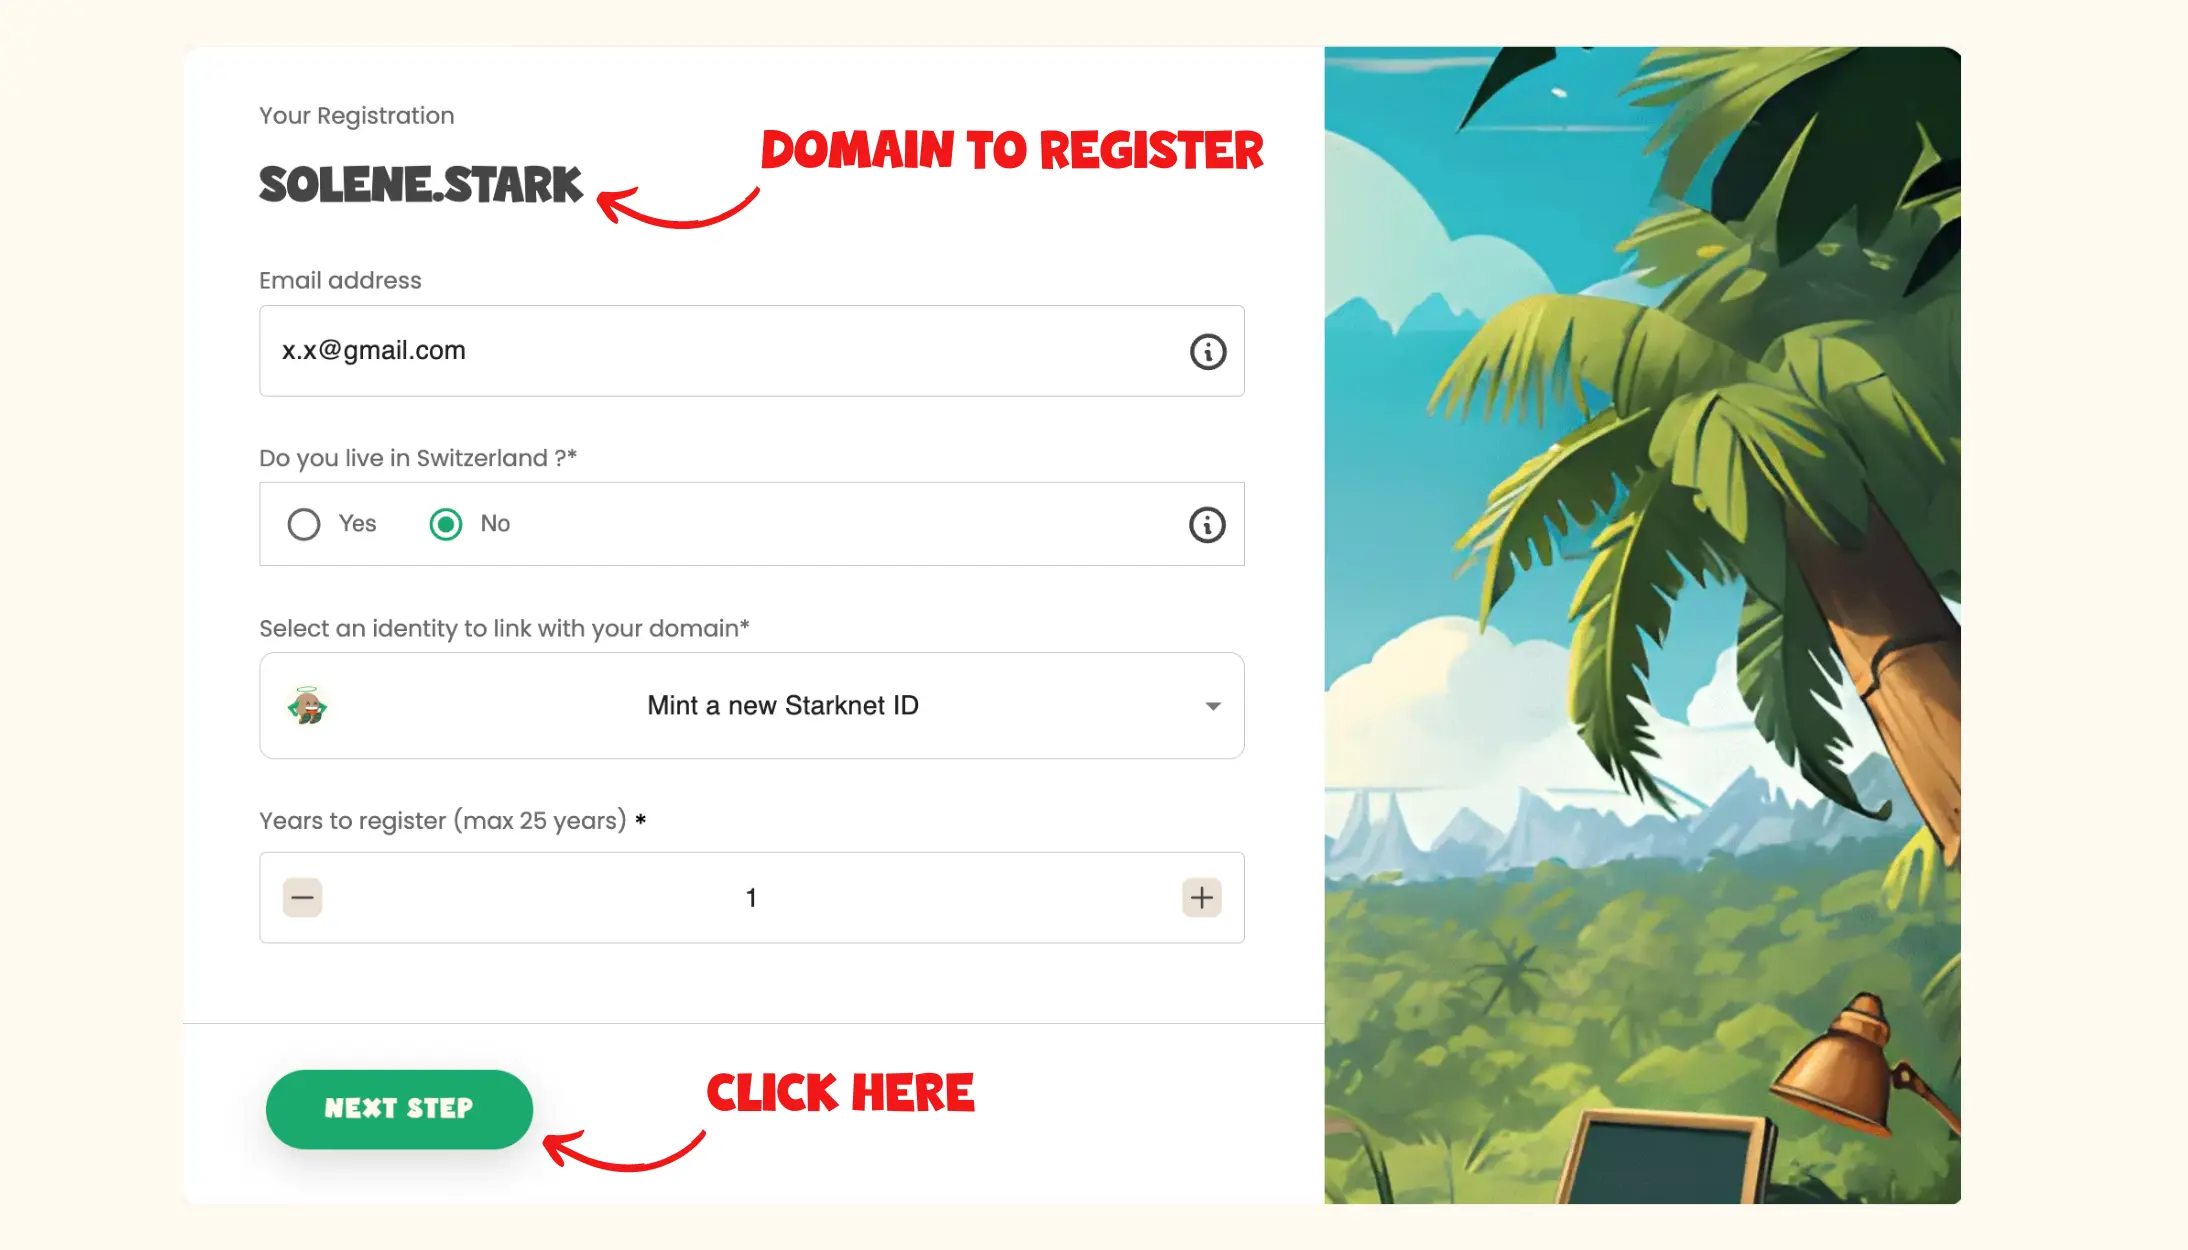 Your Registration
DOMAIN TO REGISTER
SOLENE.STARK
Email address
x.x@gmail.com
Do you live in Switzerland ?*
Yes No
Select an identity to link with your domain*
Mint a new Starknet ID
Years to register (max 25 years) *
1
CLICK HERE
NEXT STEP